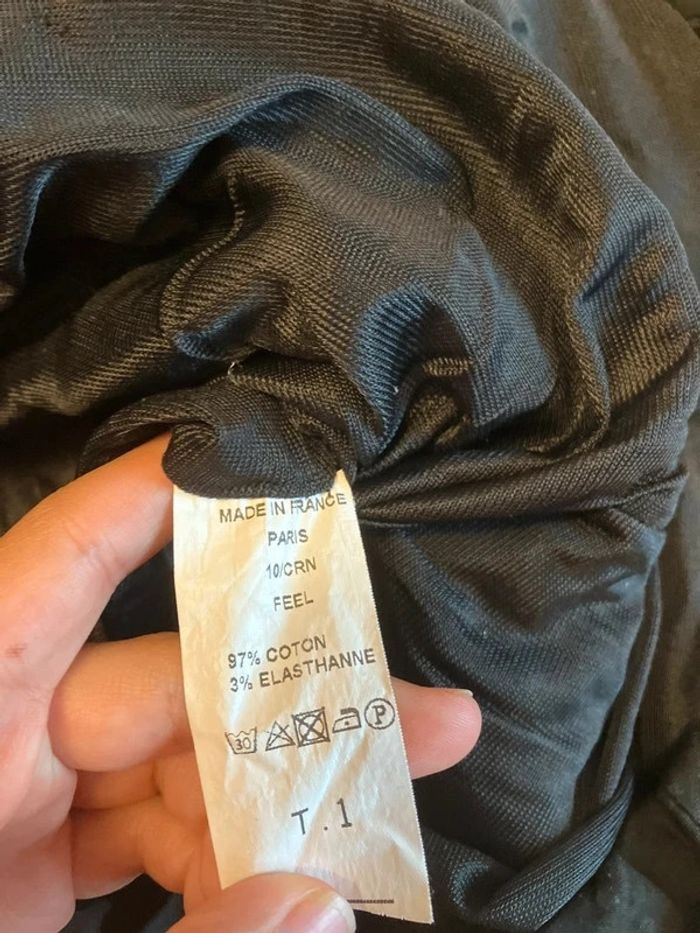 MADE IN FRANCE
PARIS
10/CRN
FEEL
97% COTON
3% ELASTHANNE
30 P
T.1